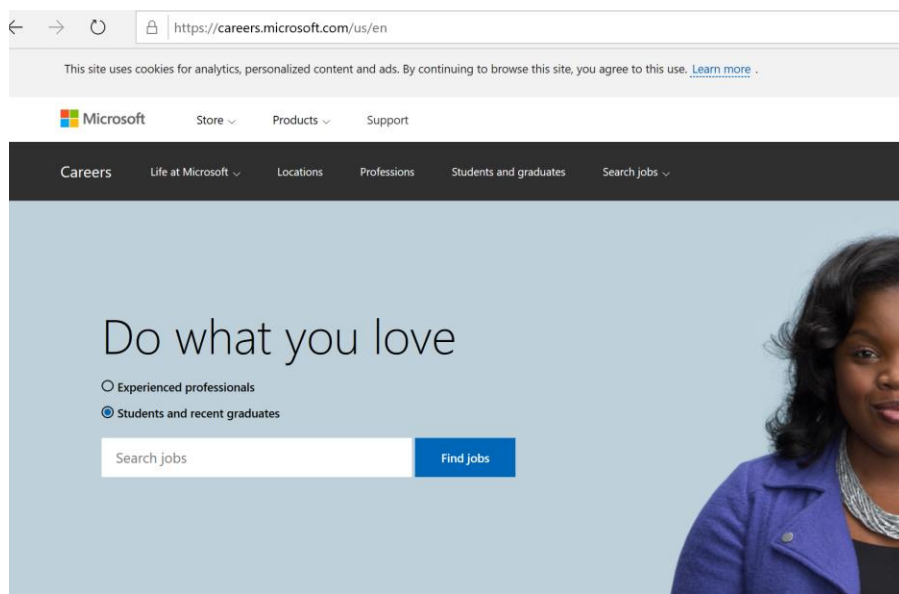 https://careers.microsoft.com/us/en
This site uses cookies for analytics, personalized content and ads. By continuing to browse this site, you agree to this use. Learn more .
Microsoft Store Products Support
Careers Life at Microsoft Locations Professions Students and graduates Search jobs
Do what you love
Experienced professionals
Students and recent graduates
Search jobs Find jobs